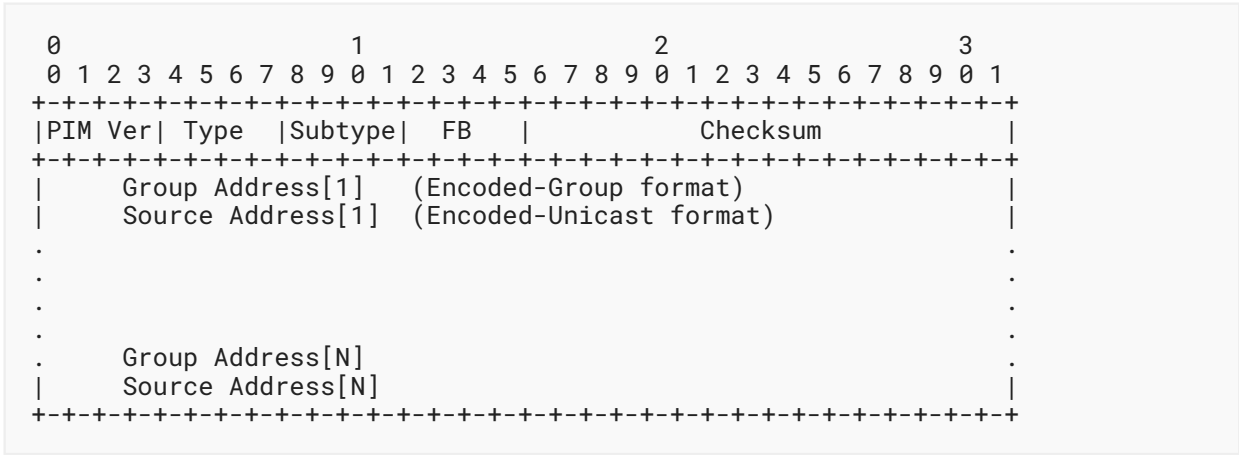 0                   1                   2                   3
 0 1 2 3 4 5 6 7 8 9 0 1 2 3 4 5 6 7 8 9 0 1 2 3 4 5 6 7 8 9 0 1
+-+-+-+-+-+-+-+-+-+-+-+-+-+-+-+-+-+-+-+-+-+-+-+-+-+-+-+-+-+-+-+-+
|PIM Ver| Type  |Subtype|  FB   |           Checksum            |
+-+-+-+-+-+-+-+-+-+-+-+-+-+-+-+-+-+-+-+-+-+-+-+-+-+-+-+-+-+-+-+-+
|     Group Address[1]   (Encoded-Group format)                 |
|     Source Address[1]  (Encoded-Unicast format)               |
.                                                               .
.                                                               .
.                                                               .
.                                                               .
.     Group Address[N]                                          .
|     Source Address[N]                                         |
+-+-+-+-+-+-+-+-+-+-+-+-+-+-+-+-+-+-+-+-+-+-+-+-+-+-+-+-+-+-+-+-+